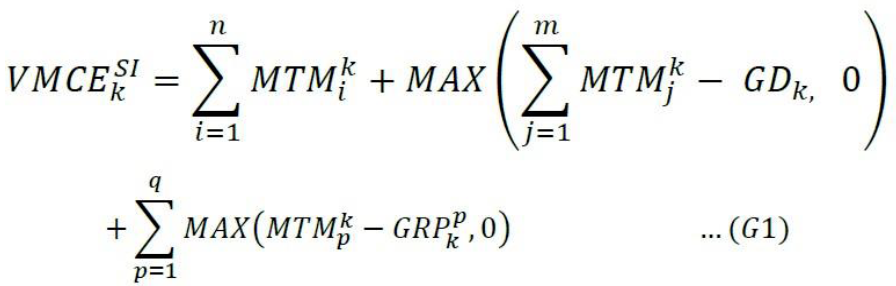 VMCE_k^{SI} = \sum_{i=1}^{n} MTM_i^k + MAX\left(\sum_{j=1}^{m} MTM_j^k - GD_{k,} \ 0\right)
+ \sum_{p=1}^{q} MAX(MTM_p^k - GRP_k^p, 0) ... (G1)